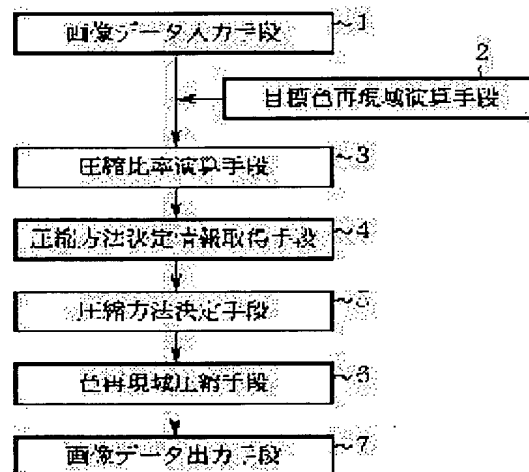 画像データ入力手段
~1
2
目標色再現域演算手段
圧縮比率演算手段
~3
圧縮方法決定情報取得手段
~4
圧縮方法決定手段
~5
色再現域圧縮手段
~6
画像データ出力手段
~7